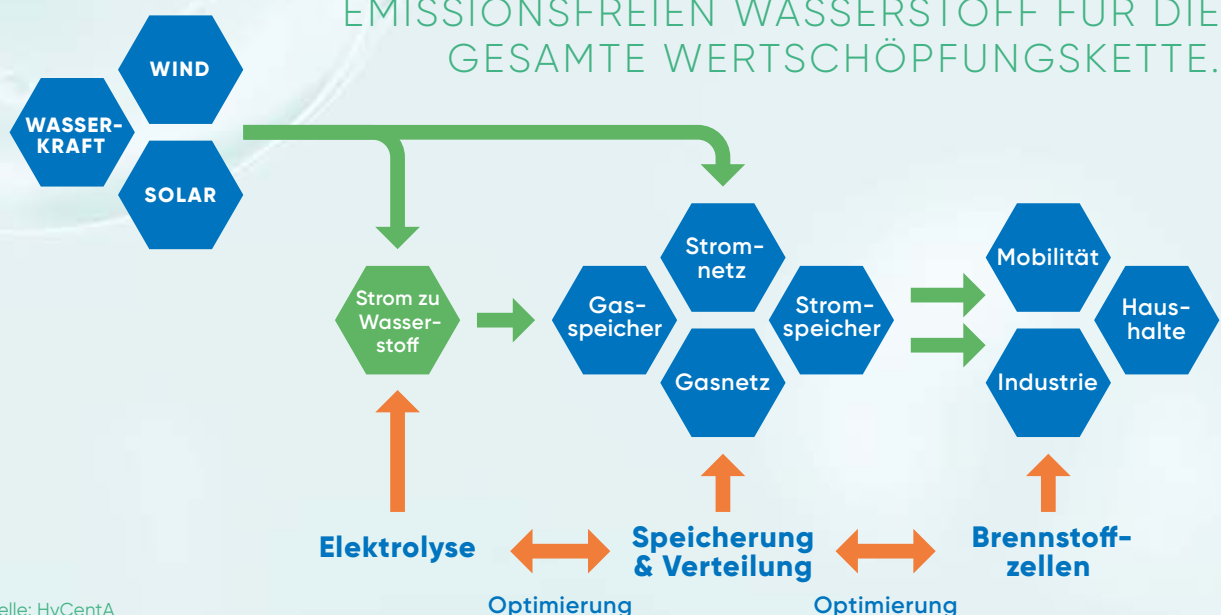 EMISSIONSFREIEN WASSERSTOFF FÜR DIE
GESAMTE WERTSCHÖPFUNGSKETTE.
WIND
WASSER-
KRAFT
SOLAR
Strom zu
Wasser-
stoff
Gas-
speicher
Strom-
netz
Strom-
speicher
Gasnetz
Mobilität
Haus-
halte
Industrie
Elektrolyse
Speicherung
& Verteilung
Brennstoff-
zellen
Optimierung
Optimierung
elle: HyCentA